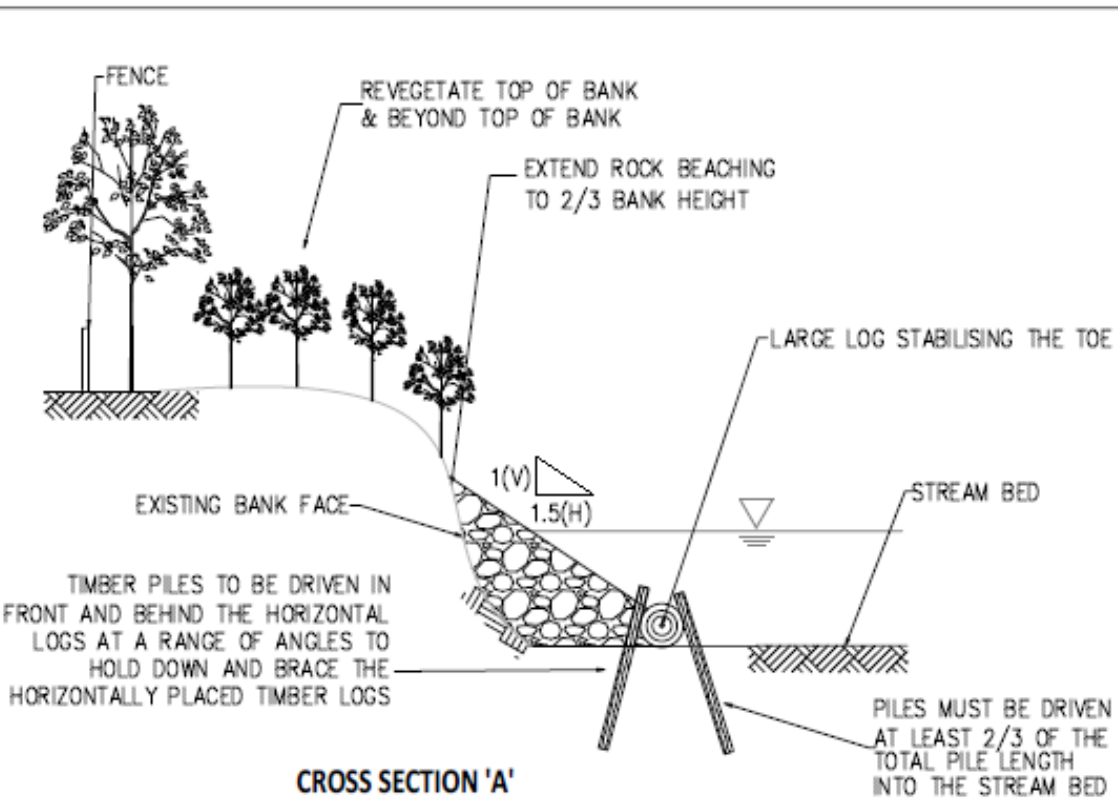 FENCE
REVEGETATE TOP OF BANK
& BEYOND TOP OF BANK
EXTEND ROCK BEACHING
TO 2/3 BANK HEIGHT
LARGE LOG STABILISING THE TOE
1(V)
1.5(H)
STREAM BED
EXISTING BANK FACE
TIMBER PILES TO BE DRIVEN IN
FRONT AND BEHIND THE HORIZONTAL
LOGS AT A RANGE OF ANGLES TO
HOLD DOWN AND BRACE THE
HORIZONTALLY PLACED TIMBER LOGS
PILES MUST BE DRIVEN
AT LEAST 2/3 OF THE
TOTAL PILE LENGTH
INTO THE STREAM BED
CROSS SECTION 'A'